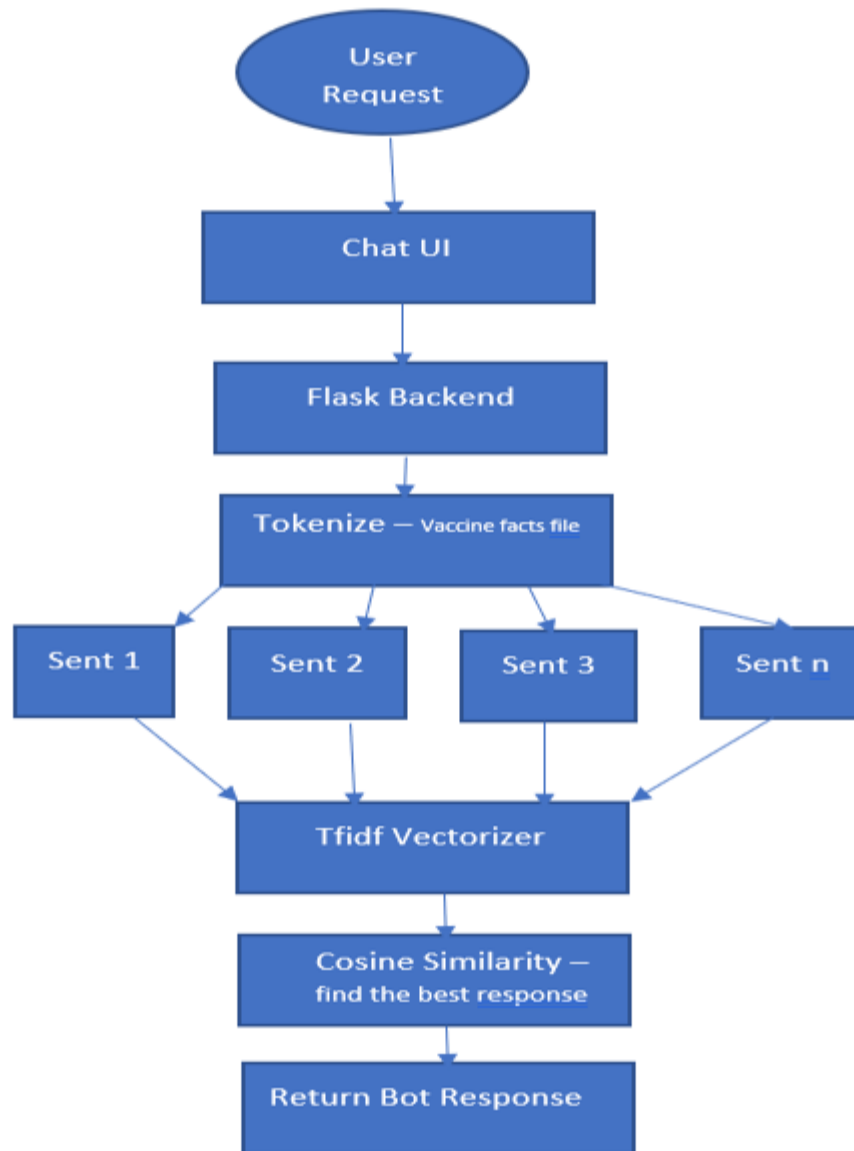 User
Request
Chat UI
Flask Backend
Tokenize – Vaccine facts file
Sent 1
Sent 2
Sent 3
Sent n
Tfidf Vectorizer
Cosine Similarity –
find the best response
Return Bot Response